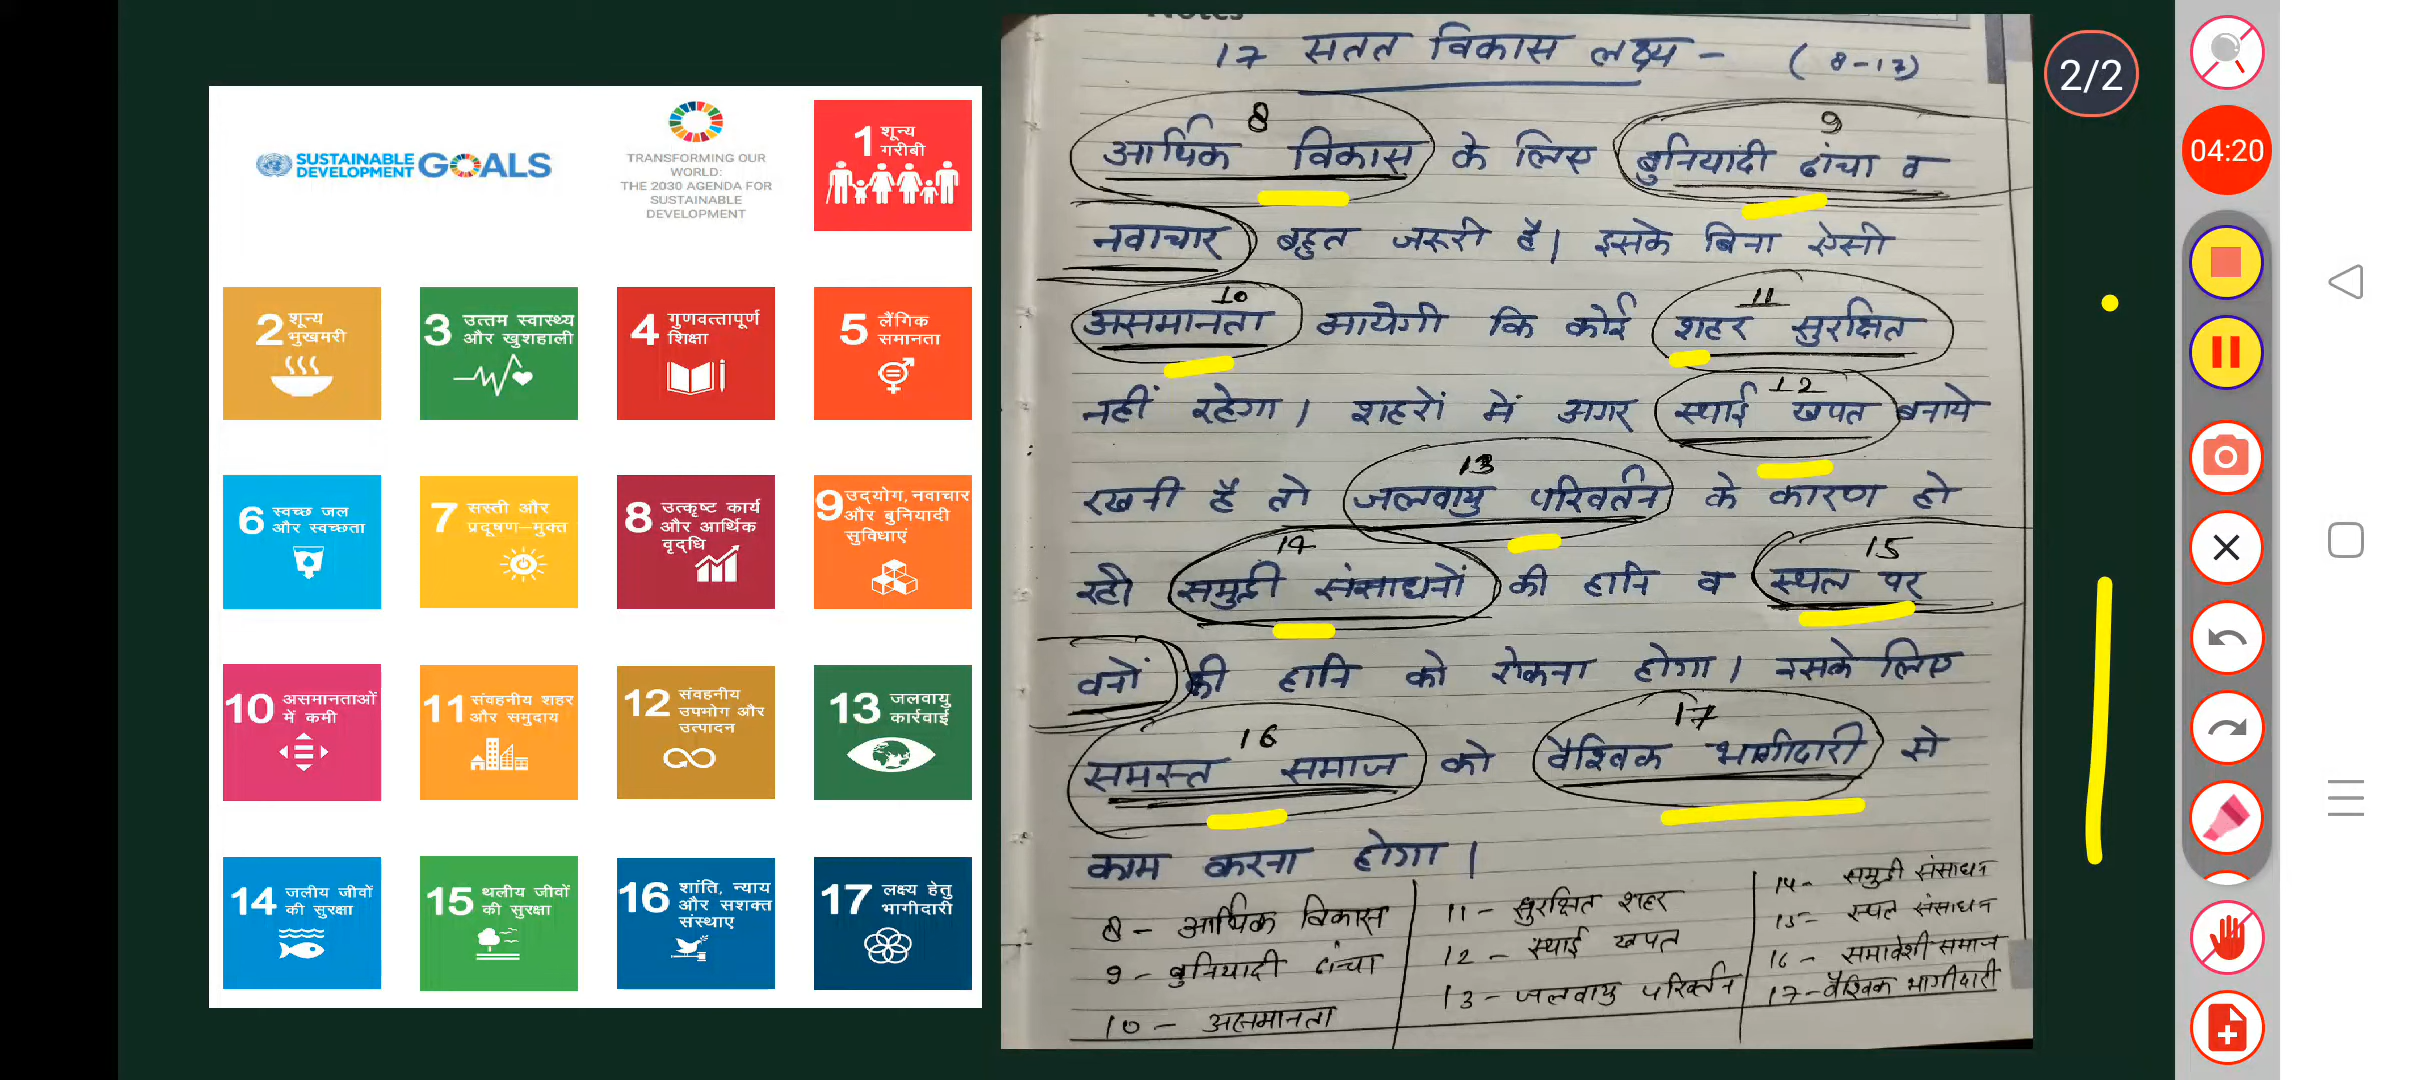 SUSTAINABLE DEVELOPMENT GOALS
TRANSFORMING OUR
WORLD:
THE 2030 AGENDA FOR
SUSTAINABLE
DEVELOPMENT
1 शून्य
गरीबी
2 शून्य
भुखमरी
3 उत्तम स्वास्थ्य
और खुशहाली
4 गुणवत्तापूर्ण
शिक्षा
5 लैंगिक
समानता
6 स्वच्छ जल
और स्वच्छता
7 सस्ती और
प्रदूषण-मुक्त
8 उत्कृष्ट कार्य
और आर्थिक
वृद्धि
9 उद्योग, नवाचार
और बुनियादी
सुविधाएं
10 असमानताओं
में कमी
11 संवहनीय शहर
और समुदाय
12 संवहनीय
उपभोग और
उत्पादन
13 जलवायु
कार्रवाई
14 जलीय जीवों
की सुरक्षा
15 थलीय जीवों
की सुरक्षा
16 शांति, न्याय
और सशक्त
संस्थाए
17 लक्ष्य हेतु
भागीदारी
Notes
17 सतत विकास लक्ष्य - (8-17)
8 9
आर्थिक विकास के लिए बुनियादी ढांचा व
नवाचार बहुत जरूरी है। इसके बिना ऐसी
10 11
असमानता आयेगी कि कोई शहर सुरक्षित
12
नहीं रहेगा। शहरों में अगर स्थाई खपत बनाये
13
रखनी है तो जलवायु परिवर्तन के कारण हो
14 15
रही समुद्री संसाधनों की हानि व स्थल पर
वनों की हानि को रोकना होगा। इसके लिए
16 17
समस्त समाज को वैश्विक भागीदारी से
काम करना होगा।
8 - आर्थिक विकास
9 - बुनियादी ढांचा
10 - असमानता
11 - सुरक्षित शहर
12 - स्थाई खपत
13 - जलवायु परिवर्तन
14 - समुद्री संसाधन
15 - स्थल संसाधन
16 - समावेशी समाज
17 - वैश्विक भागीदारी
2/2
04:20